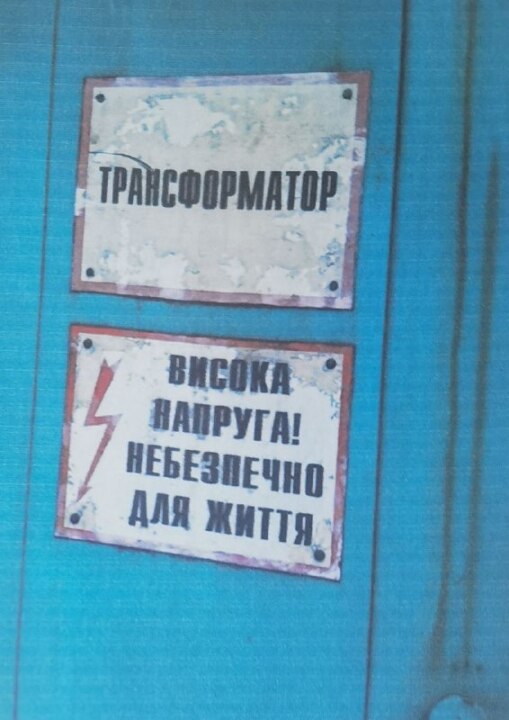 ТРАНСФОРМАТОР
ВИСОКА
НАПРУГА!
НЕБЕЗПЕЧНО
ДЛЯ ЖИТТЯ